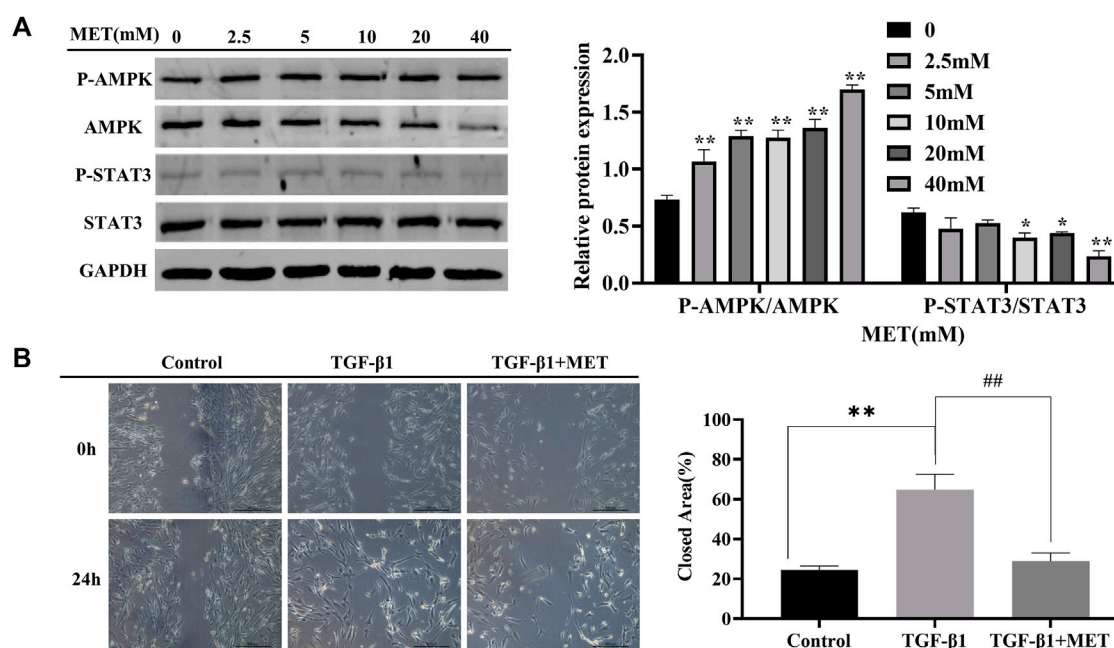 A
MET(mM) 0 2.5 5 10 20 40
P-AMPK
AMPK
P-STAT3
STAT3
GAPDH
Relative protein expression
2.0
1.5
1.0
0.5
0.0
** ** ** ** **
* * **
P-AMPK/AMPK P-STAT3/STAT3
MET(mM)
0
2.5mM
5mM
10mM
20mM
40mM
B
Control TGF-β1 TGF-β1+MET
0h
24h
Closed Area(%)
100
80
60
40
20
0
** ##
Control TGF-β1 TGF-β1+MET